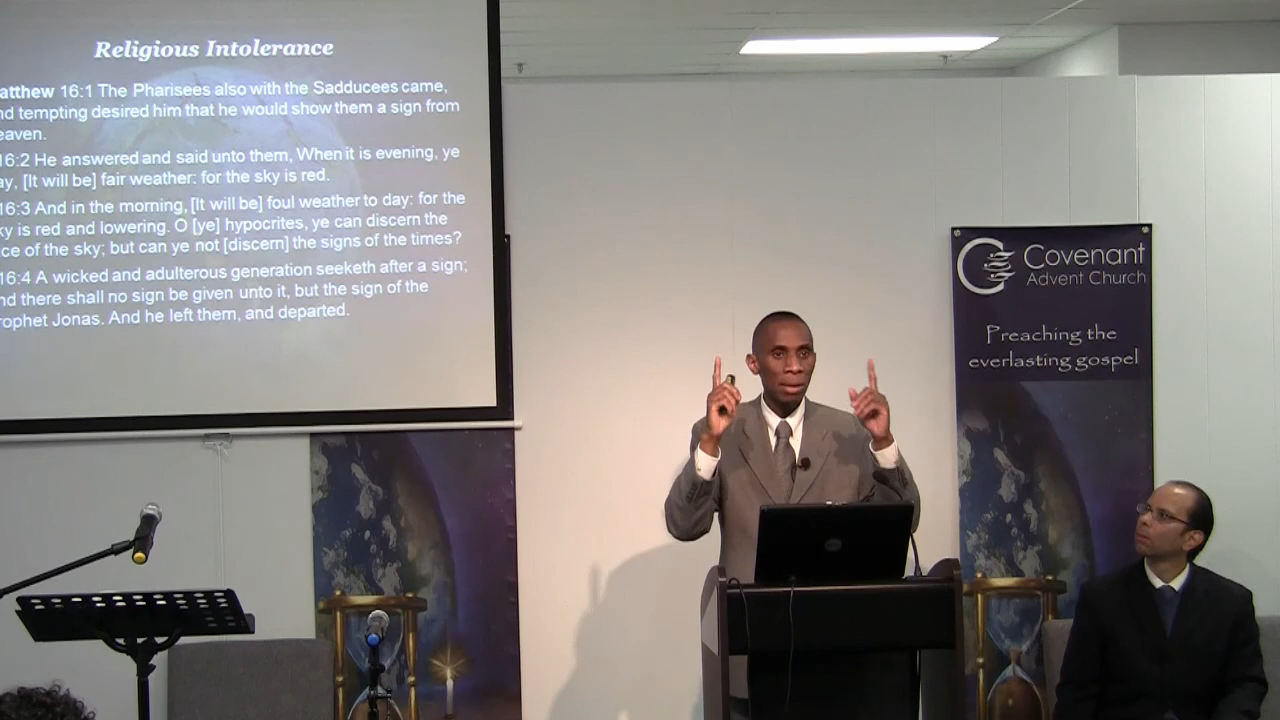 Religious Intolerance
atthew 16:1 The Pharisees also with the Sadducees came,
nd tempting desired him that he would show them a sign from
eaven.
16:2 He answered and said unto them, When it is evening, ye
ay, [It will be] fair weather: for the sky is red.
16:3 And in the morning, [It will be] foul weather to day: for the
ky is red and lowering. O [ye] hypocrites, ye can discern the
ce of the sky; but can ye not [discern] the signs of the times?
16:4 A wicked and adulterous generation seeketh after a sign;
nd there shall no sign be given unto it, but the sign of the
rophet Jonas. And he left them, and departed.
Covenant
Advent Church
Preaching the
everlasting gospel